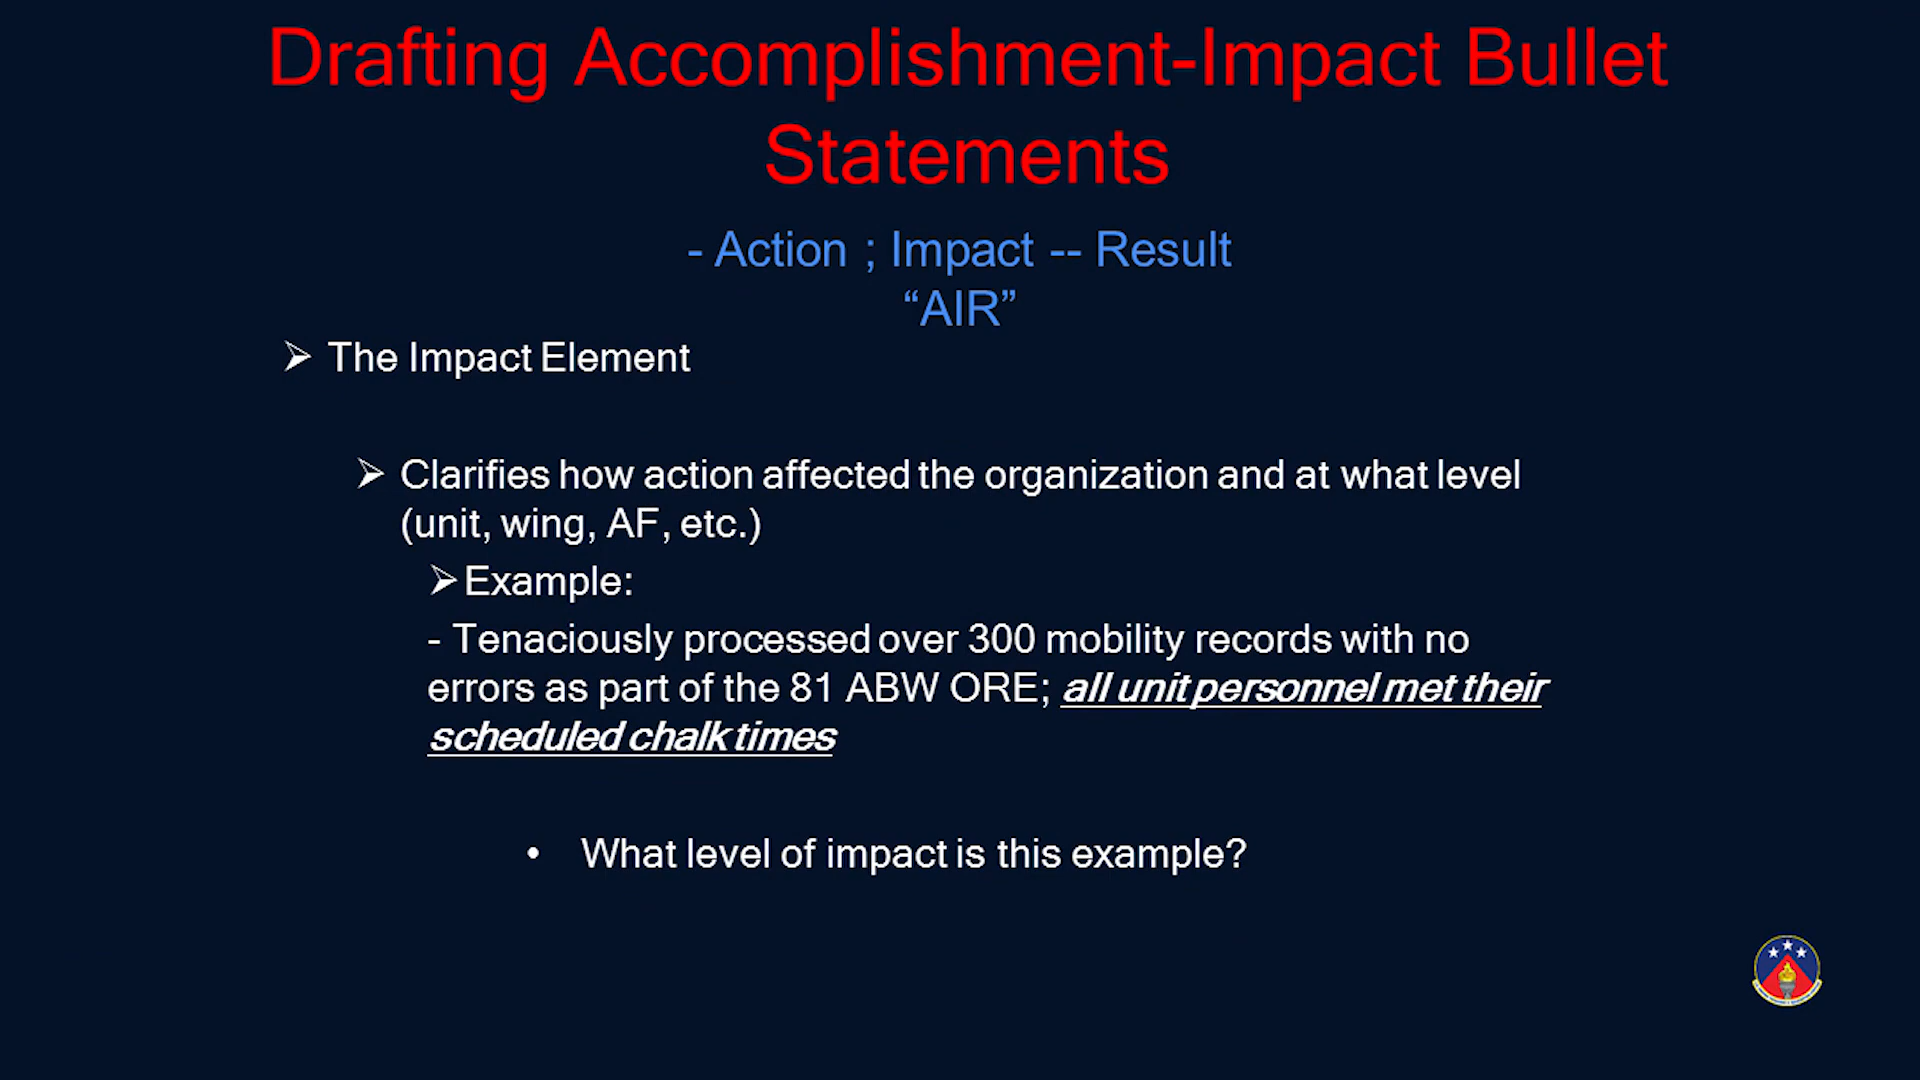 Drafting Accomplishment-Impact Bullet
Statements
- Action ; Impact -- Result
“AIR”
➢ The Impact Element
➢ Clarifies how action affected the organization and at what level
(unit, wing, AF, etc.)
➢ Example:
- Tenaciously processed over 300 mobility records with no
errors as part of the 81 ABW ORE; all unit personnel met their
scheduled chalk times
• What level of impact is this example?